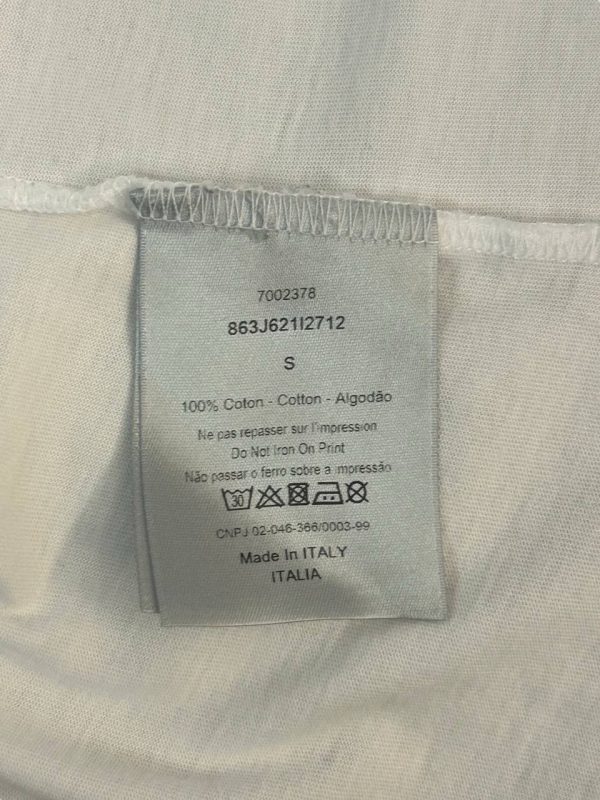 7002378
863J621I2712
S
100% Coton - Cotton - Algodão
Ne pas repasser sur l'impression
Do Not Iron On Print
Não passar o ferro sobre a impressão
30
CNPJ 02-046-366/0003-99
Made In ITALY
ITALIA